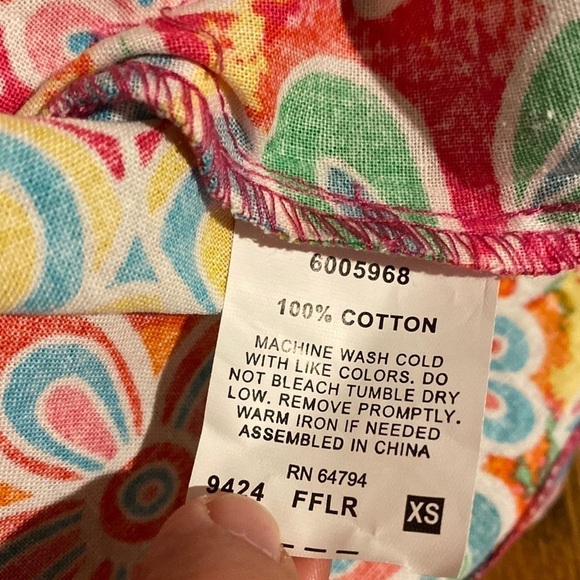 6005968
100% COTTON
MACHINE WASH COLD
WITH LIKE COLORS. DO
NOT BLEACH TUMBLE DRY
LOW. REMOVE PROMPTLY.
WARM IRON IF NEEDED
ASSEMBLED IN CHINA
RN 64794
9424 FFLR XS